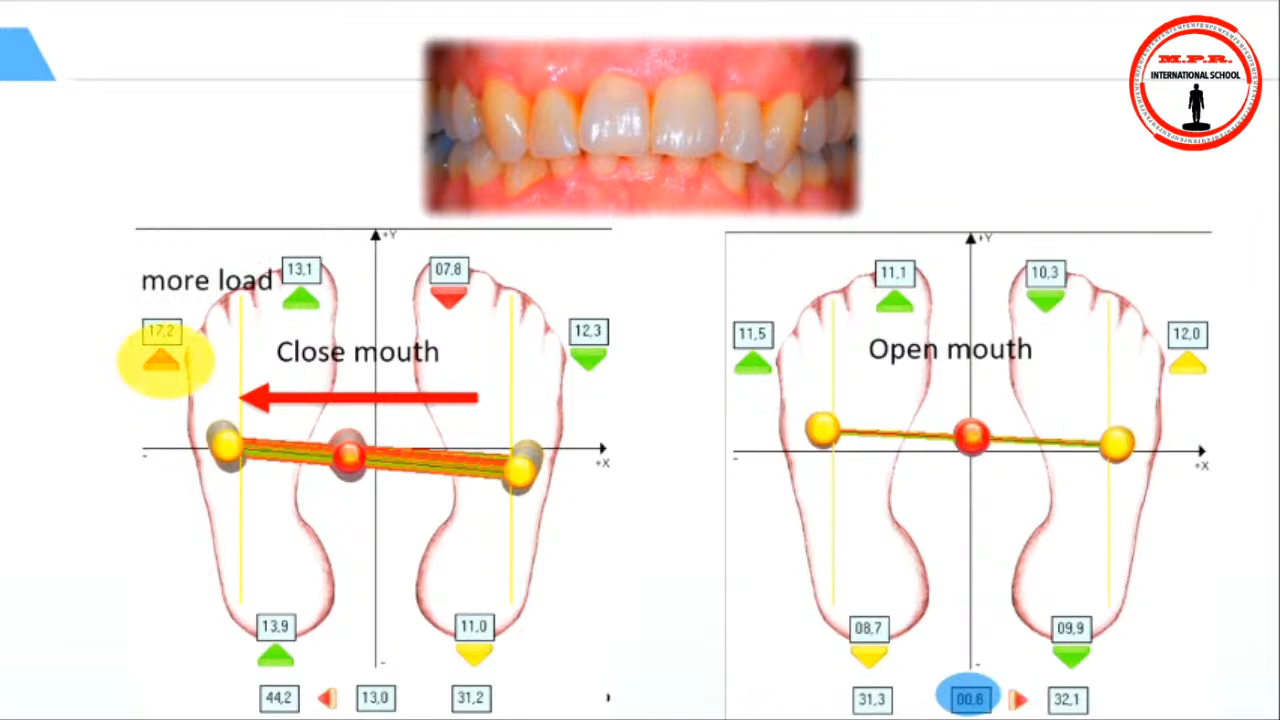 M.P.R.
INTERNATIONAL SCHOOL
more load
13,1
07,8
17,2
12,3
Close mouth
+Y
+X
-
13,9
11,0
-
44,2
13,0
31,2
+Y
11,1
10,3
11,5
12,0
Open mouth
+X
-
08,7
09,9
-
31,3
00,8
32,1